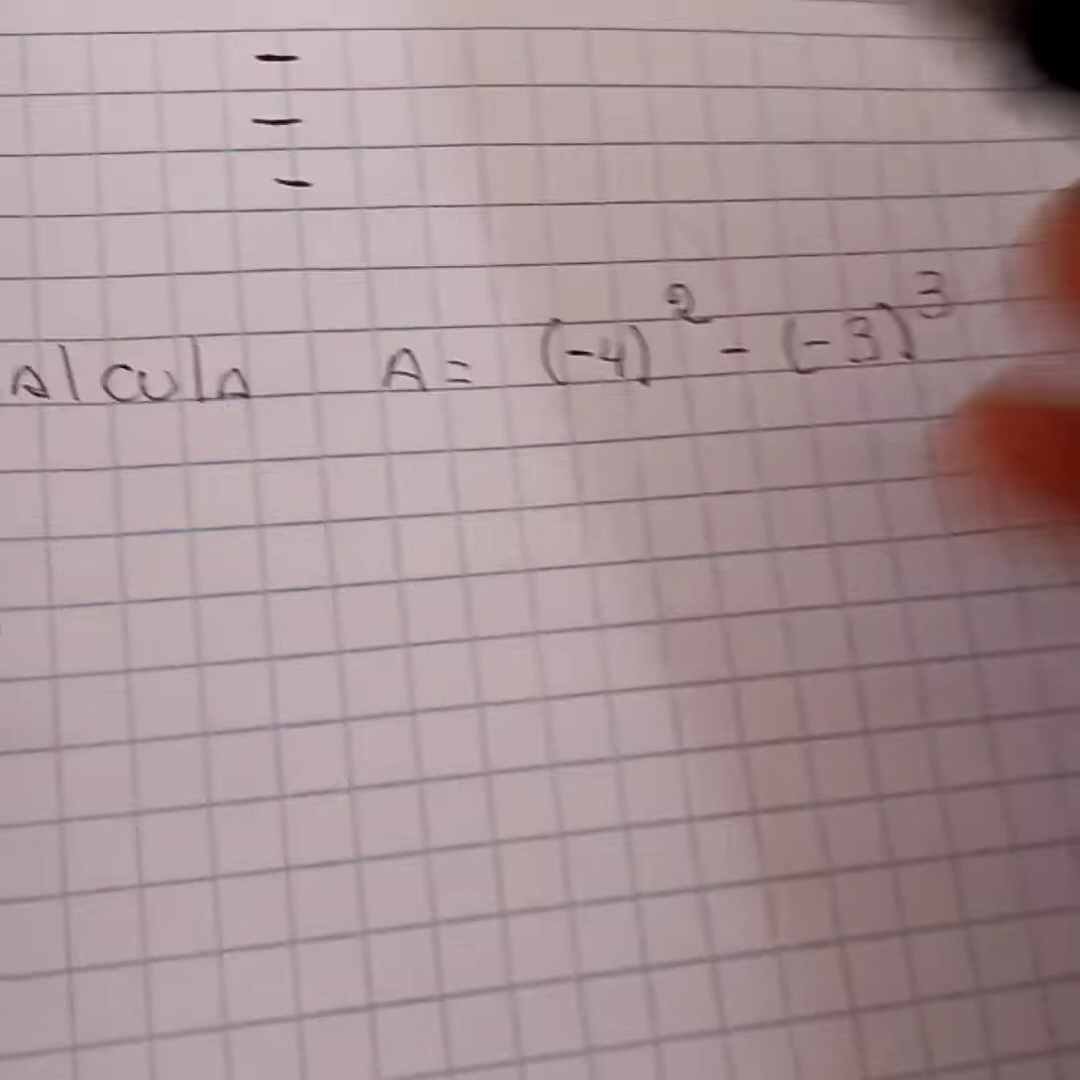 -
-
-
alcula A = (-4)² - (-3)³